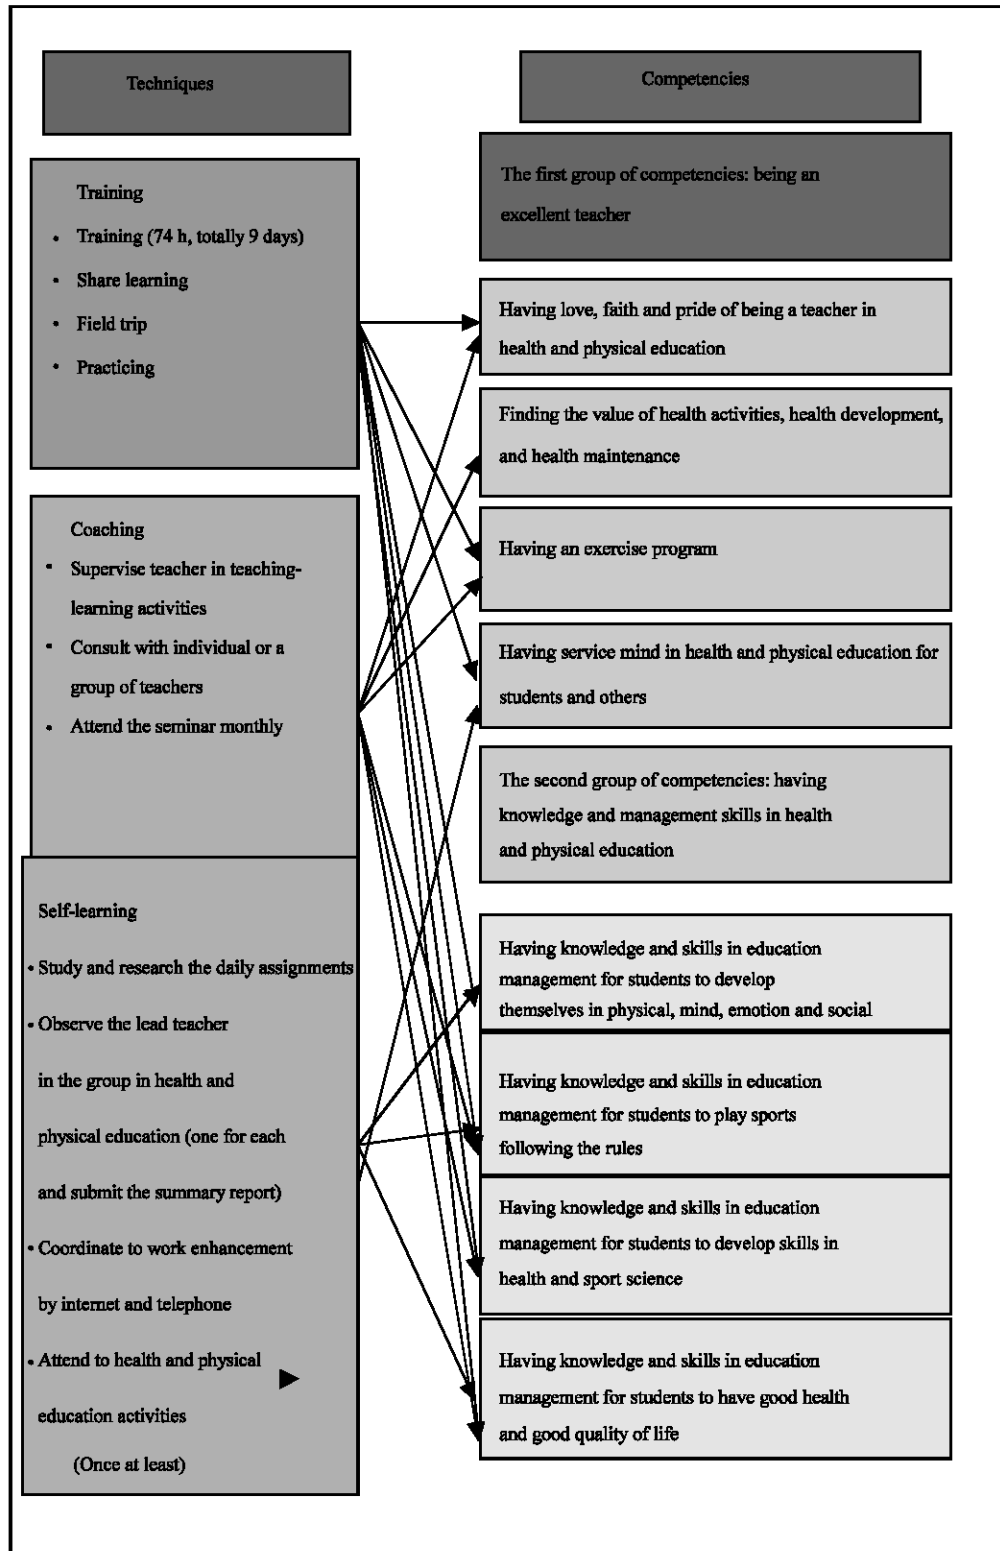 Techniques
Training
• Training (74 h, totally 9 days)
• Share learning
• Field trip
• Practicing
Coaching
• Supervise teacher in teaching-
learning activities
• Consult with individual or a
group of teachers
• Attend the seminar monthly
Self-learning
• Study and research the daily assignments
• Observe the lead teacher
in the group in health and
physical education (one for each
and submit the summary report)
• Coordinate to work enhancement
by internet and telephone
• Attend to health and physical
education activities
(Once at least)
Competencies
The first group of competencies: being an
excellent teacher
Having love, faith and pride of being a teacher in
health and physical education
Finding the value of health activities, health development,
and health maintenance
Having an exercise program
Having service mind in health and physical education for
students and others
The second group of competencies: having
knowledge and management skills in health
and physical education
Having knowledge and skills in education
management for students to develop
themselves in physical, mind, emotion and social
Having knowledge and skills in education
management for students to play sports
following the rules
Having knowledge and skills in education
management for students to develop skills in
health and sport science
Having knowledge and skills in education
management for students to have good health
and good quality of life